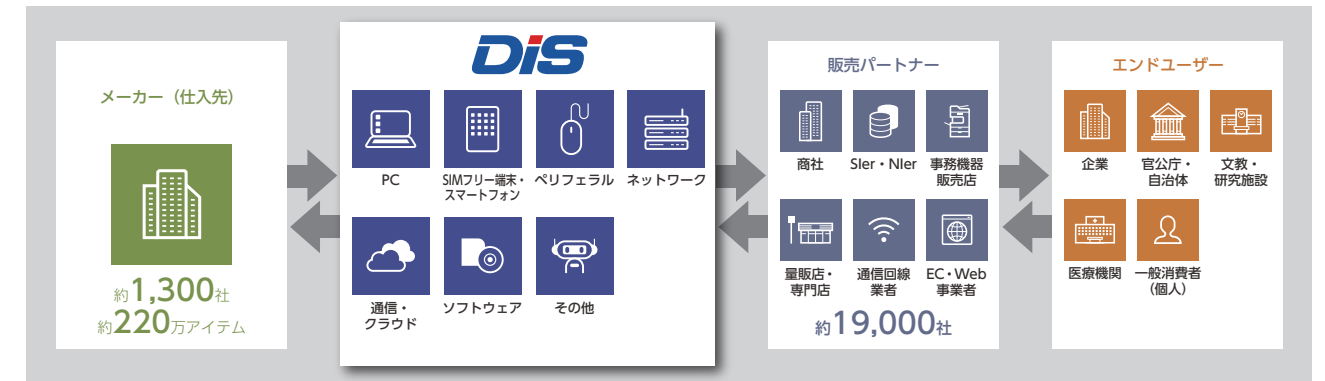 メーカー（仕入先）
約1,300社
約220万アイテム
DiS
PC
SIMフリー端末・
スマートフォン
ペリフェラル
ネットワーク
通信・
クラウド
ソフトウェア
その他
販売パートナー
商社
SIer・NIer
事務機器
販売店
量販店・
専門店
通信回線
業者
EC・Web
事業者
約19,000社
エンドユーザー
企業
官公庁・
自治体
文教・
研究施設
医療機関
一般消費者
（個人）